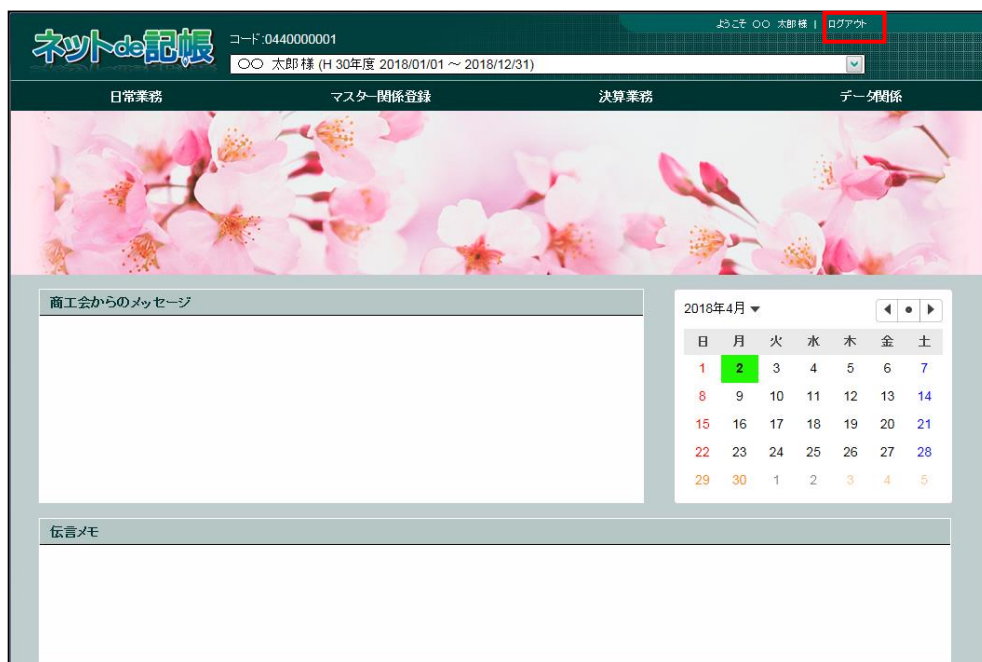 ようこそ 〇〇 太郎 様 | ログアウト
ネットde記帳
コード:0440000001
〇〇 太郎 様 (H 30年度 2018/01/01 ~ 2018/12/31)
日常業務 マスター関係登録 決算業務 データ関係
商工会からのメッセージ
2018年4月
日 月 火 水 木 金 土
1 2 3 4 5 6 7
8 9 10 11 12 13 14
15 16 17 18 19 20 21
22 23 24 25 26 27 28
29 30 1 2 3 4 5
伝言メモ